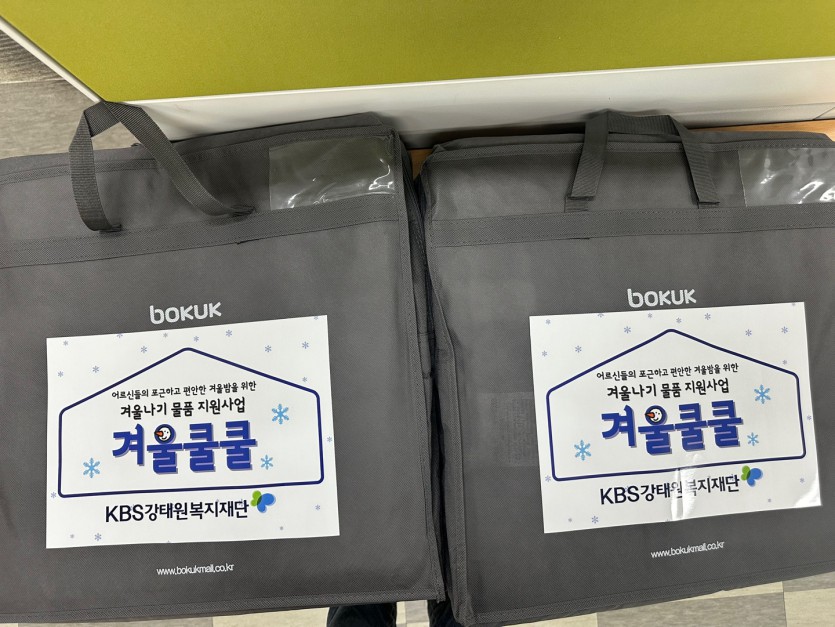 bokuk
어르신들의 포근하고 편안한 겨울밤을 위한
겨울나기 물품 지원사업
겨울쿨쿨
KBS강태원복지재단
www.bokukmall.co.kr
bokuk
어르신들의 포근하고 편안한 겨울밤을 위한
겨울나기 물품 지원사업
겨울쿨쿨
KBS강태원복지재단
www.bokukmall.co.kr